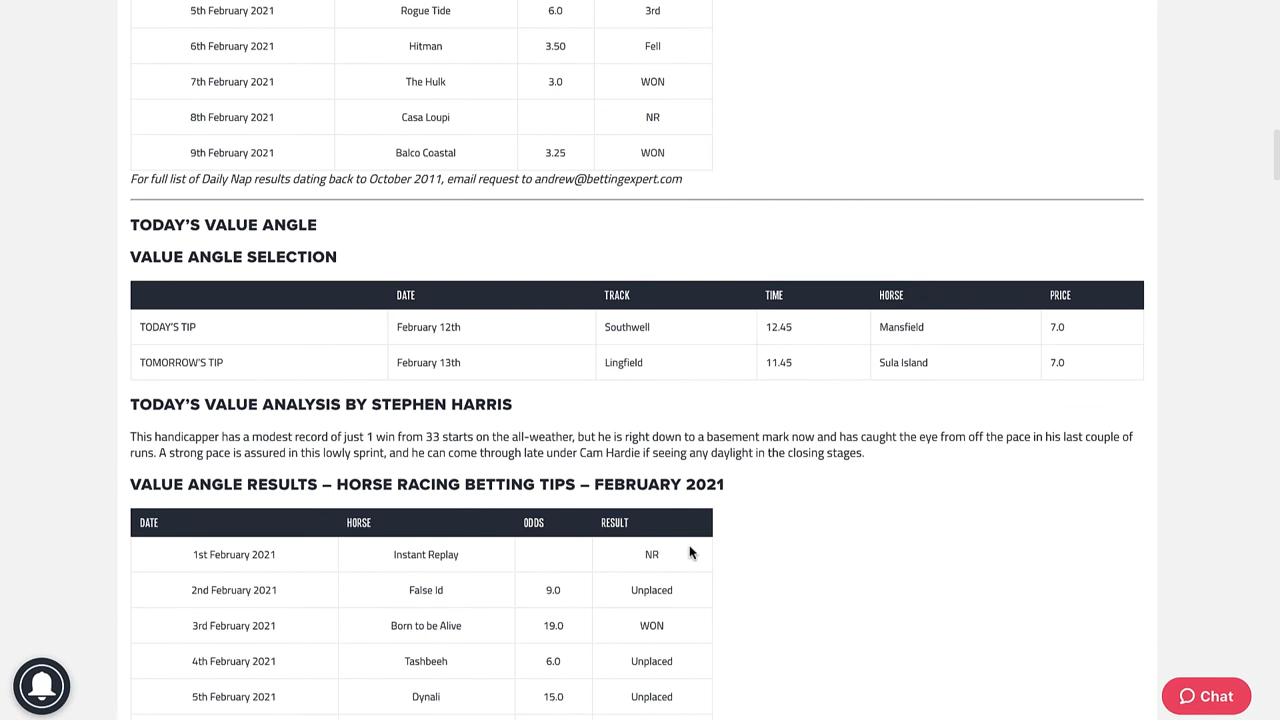 5th February 2021 Rogue Tide 6.0 3rd
6th February 2021 Hitman 3.50 Fell
7th February 2021 The Hulk 3.0 WON
8th February 2021 Casa Loupi NR
9th February 2021 Balco Coastal 3.25 WON
For full list of Daily Nap results dating back to October 2011, email request to andrew@bettingexpert.com
TODAY'S VALUE ANGLE
VALUE ANGLE SELECTION
DATE TRACK TIME HORSE PRICE
TODAY'S TIP February 12th Southwell 12.45 Mansfield 7.0
TOMORROW'S TIP February 13th Lingfield 11.45 Sula Island 7.0
TODAY'S VALUE ANALYSIS BY STEPHEN HARRIS
This handicapper has a modest record of just 1 win from 33 starts on the all-weather, but he is right down to a basement mark now and has caught the eye from off the pace in his last couple of
runs. A strong pace is assured in this lowly sprint, and he can come through late under Cam Hardie if seeing any daylight in the closing stages.
VALUE ANGLE RESULTS – HORSE RACING BETTING TIPS – FEBRUARY 2021
DATE HORSE ODDS RESULT
1st February 2021 Instant Replay NR
2nd February 2021 False Id 9.0 Unplaced
3rd February 2021 Born to be Alive 19.0 WON
4th February 2021 Tashbeeh 6.0 Unplaced
5th February 2021 Dynali 15.0 Unplaced
Chat